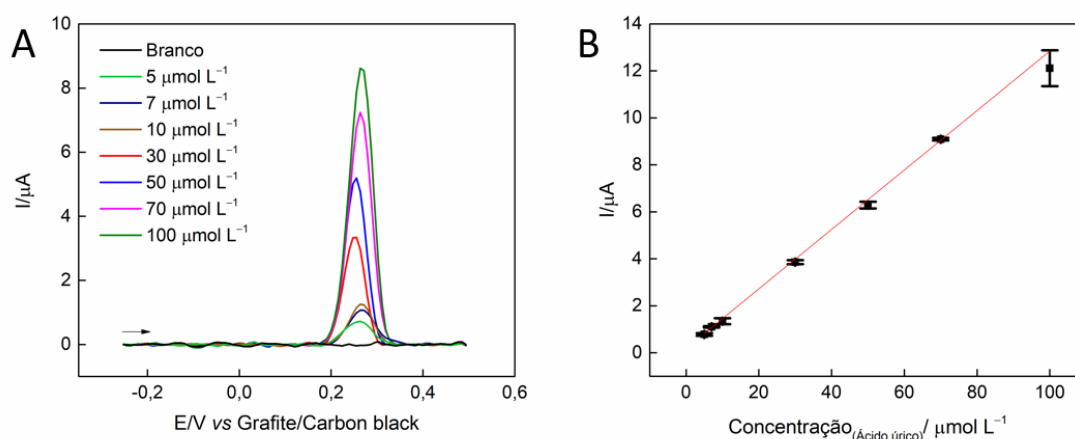 A
10
8
6
4
2
0
I/µA
Branco
5 µmol L⁻¹
7 µmol L⁻¹
10 µmol L⁻¹
30 µmol L⁻¹
50 µmol L⁻¹
70 µmol L⁻¹
100 µmol L⁻¹
-0,2 0,0 0,2 0,4 0,6
E/V vs Grafite/Carbon black
B
14
12
10
8
6
4
2
0
I/µA
0 20 40 60 80 100
Concentração(Ácido úrico)/ µmol L⁻¹